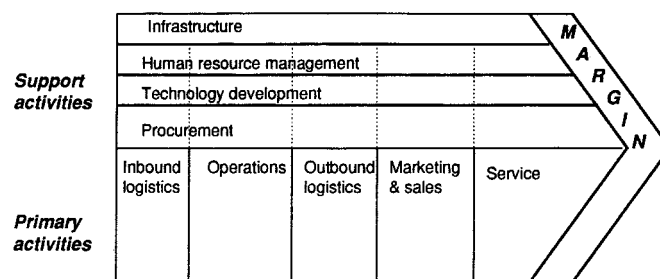 Infrastructure
MARGIN
Human resource management
Support
activities
Technology development
Procurement
Inbound
logistics
Operations
Outbound
logistics
Marketing
& sales
Service
Primary
activities